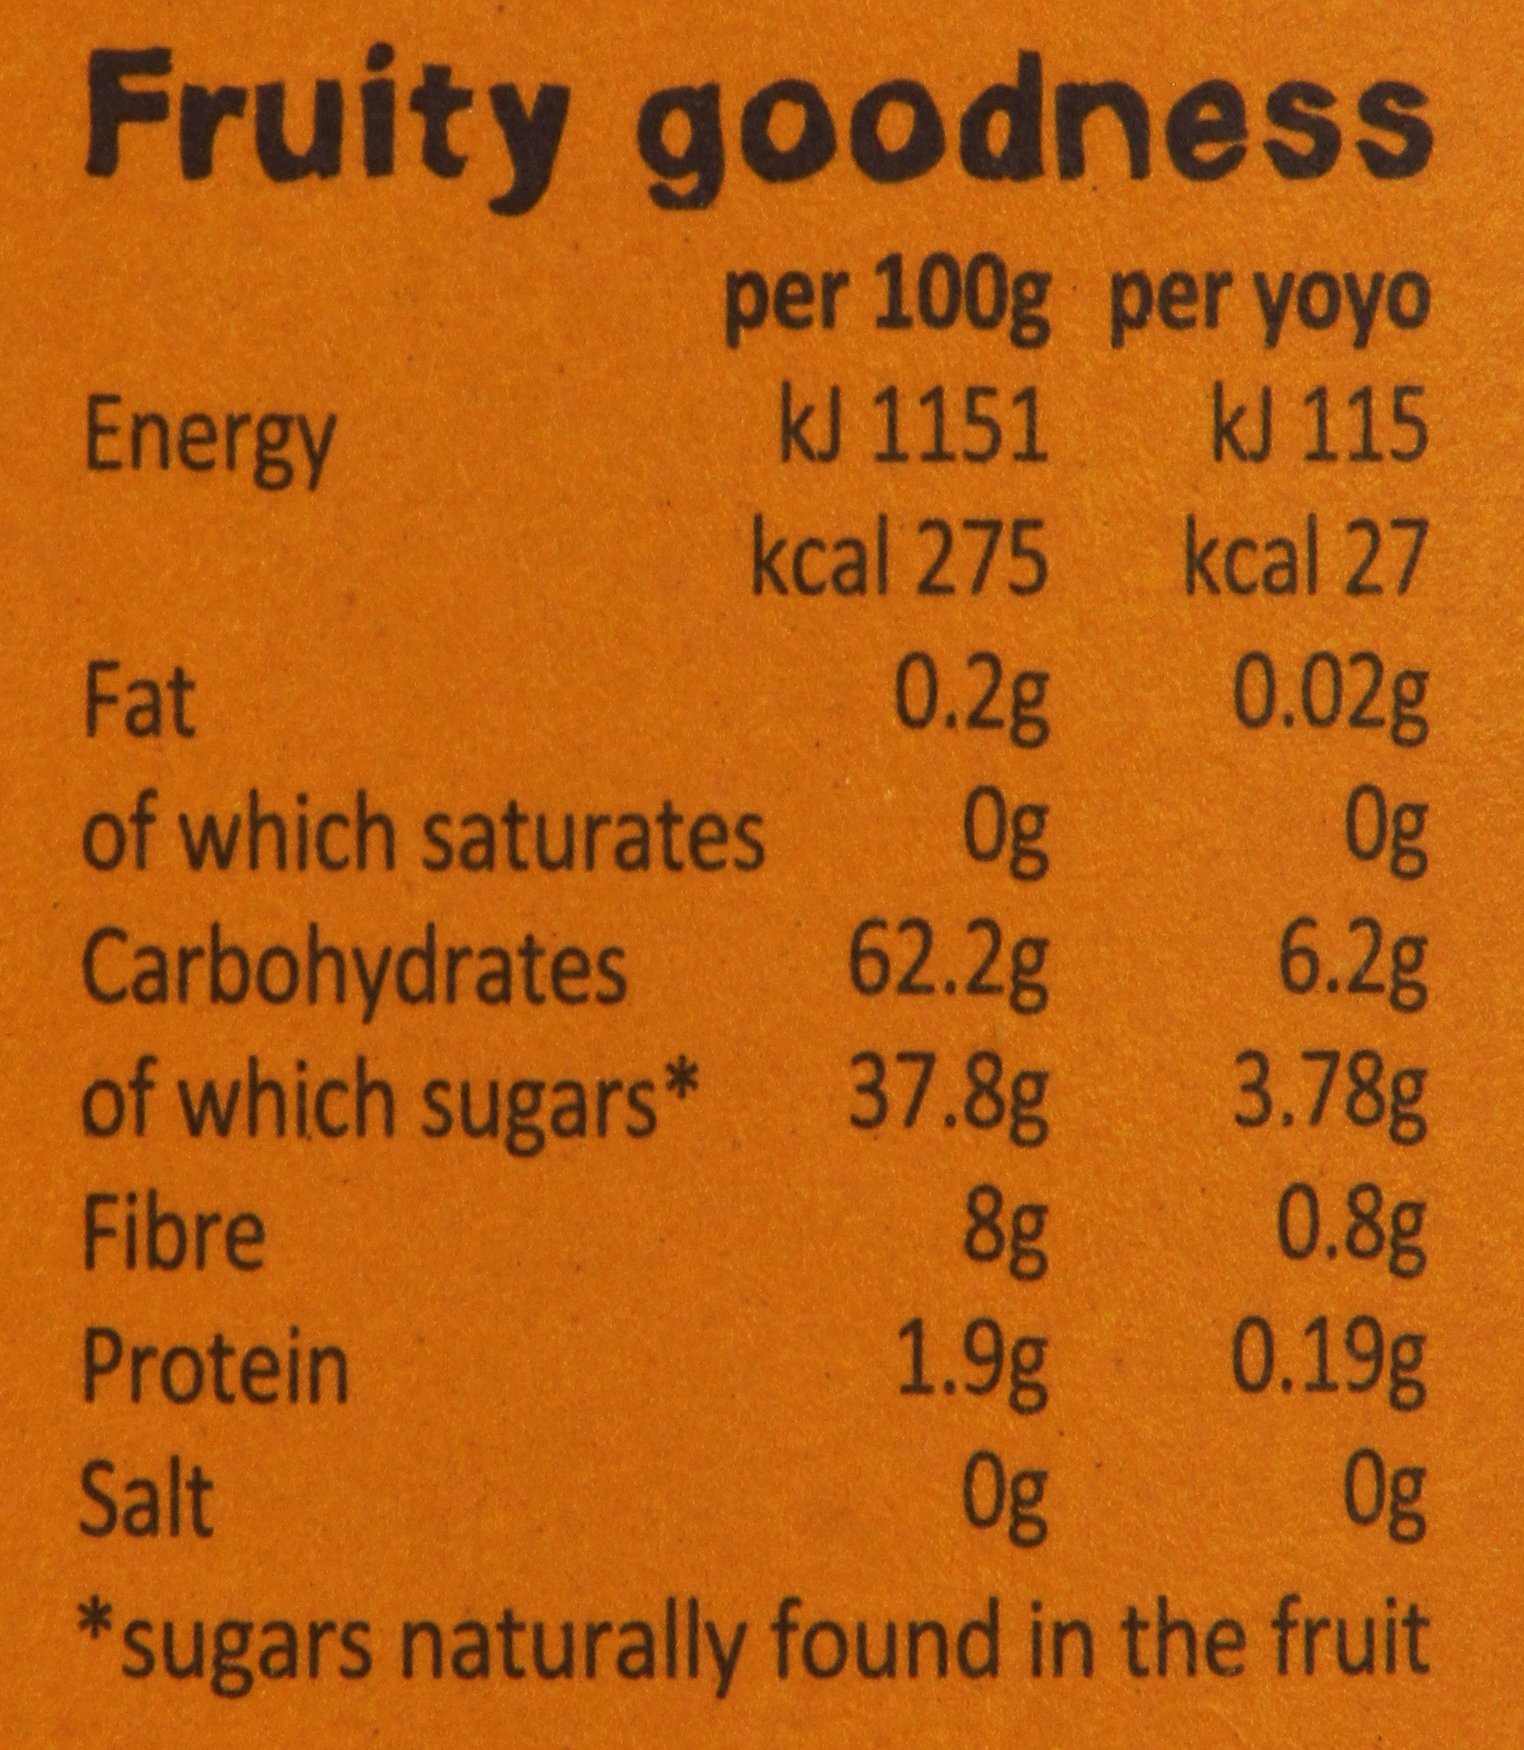 Fruity goodness
per 100g per yoyo
Energy kJ 1151 kJ 115
kcal 275 kcal 27
Fat 0.2g 0.02g
of which saturates 0g 0g
Carbohydrates 62.2g 6.2g
of which sugars* 37.8g 3.78g
Fibre 8g 0.8g
Protein 1.9g 0.19g
Salt 0g 0g
*sugars naturally found in the fruit